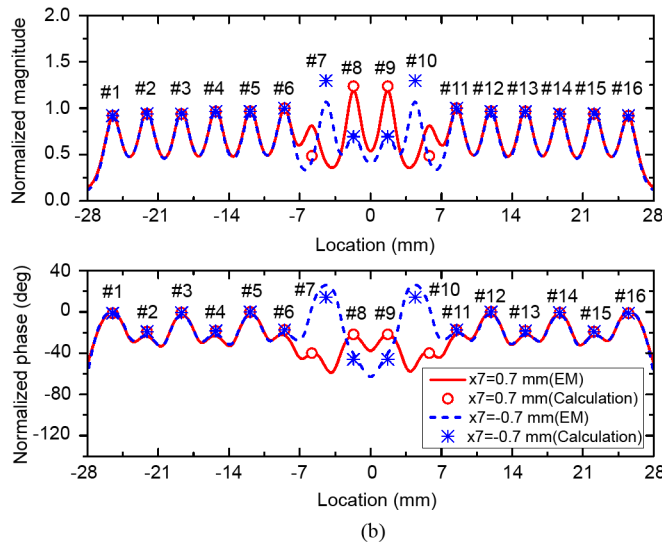 Normalized magnitude
2.0
1.5
1.0
0.5
0.0
#1 #2 #3 #4 #5 #6 #7 #8 #9 #10 #11 #12 #13 #14 #15 #16
-28 -21 -14 -7 0 7 14 21 28
Location (mm)
Normalized phase (deg)
40
0
-40
-80
-120
#1 #2 #3 #4 #5 #6 #7 #8 #9 #10 #11 #12 #13 #14 #15 #16
x7=0.7 mm(EM)
x7=0.7 mm(Calculation)
x7=-0.7 mm(EM)
x7=-0.7 mm(Calculation)
-28 -21 -14 -7 0 7 14 21 28
Location (mm)
(b)